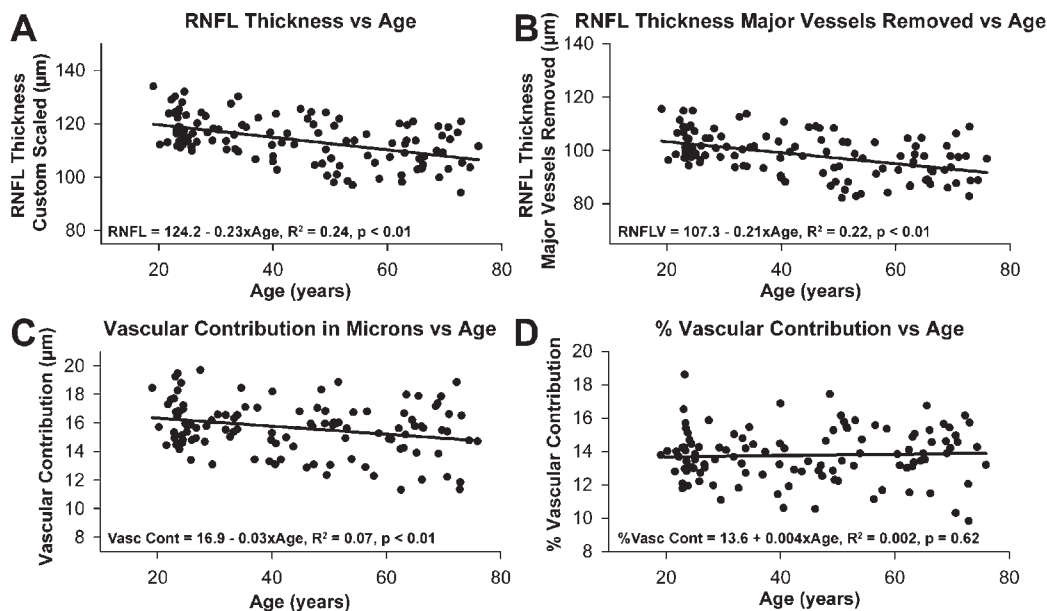 A
RNFL Thickness vs Age
RNFL Thickness
Custom Scaled (µm)
140
120
100
80
RNFL = 124.2 - 0.23xAge, R² = 0.24, p < 0.01
20 40 60 80
Age (years)
B
RNFL Thickness Major Vessels Removed vs Age
RNFL Thickness
Major Vessels Removed (µm)
140
120
100
80
RNFLV = 107.3 - 0.21xAge, R² = 0.22, p < 0.01
20 40 60 80
Age (years)
C
Vascular Contribution in Microns vs Age
Vascular Contribution (µm)
20
18
16
14
12
10
8
Vasc Cont = 16.9 - 0.03xAge, R² = 0.07, p < 0.01
20 40 60 80
Age (years)
D
% Vascular Contribution vs Age
% Vascular Contribution
20
18
16
14
12
10
8
%Vasc Cont = 13.6 + 0.004xAge, R² = 0.002, p = 0.62
20 40 60 80
Age (years)